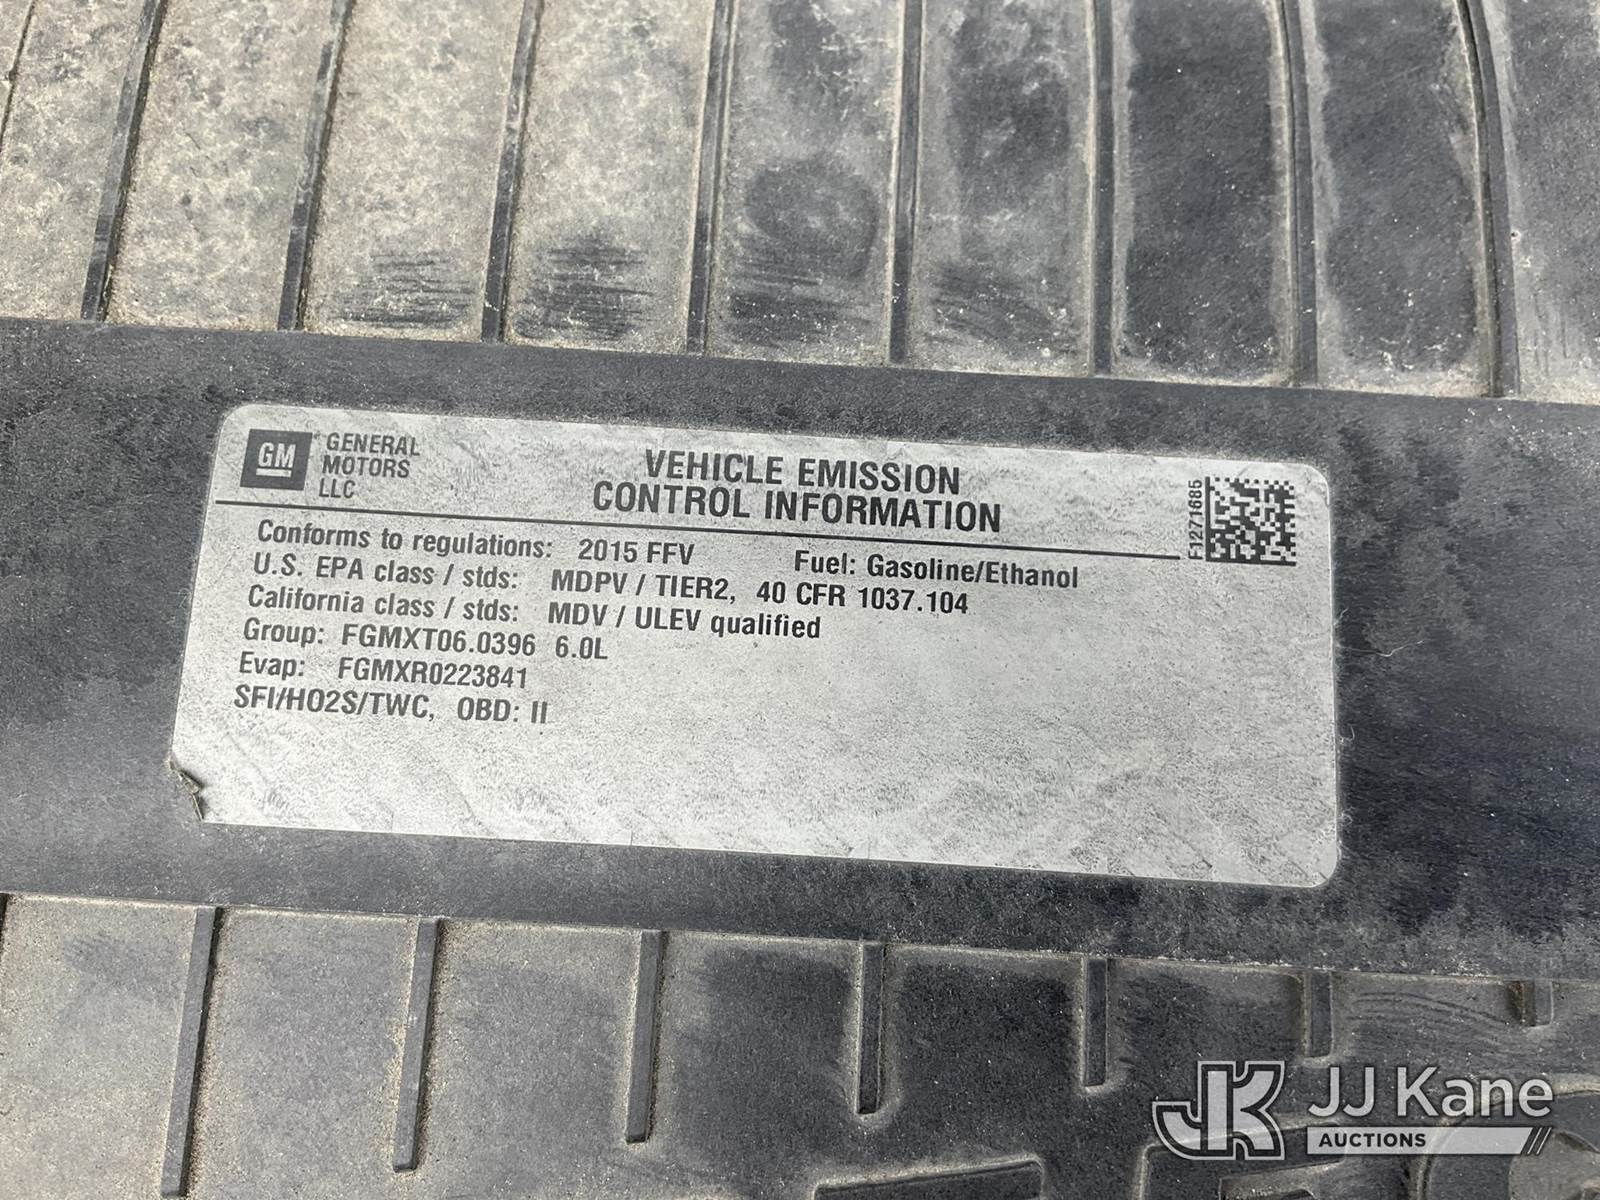 GM
GENERAL
MOTORS
LLC
VEHICLE EMISSION
CONTROL INFORMATION
F1271685
Conforms to regulations: 2015 FFV Fuel: Gasoline/Ethanol
U.S. EPA class / stds: MDPV / TIER2, 40 CFR 1037.104
California class / stds: MDV / ULEV qualified
Group: FGMXT06.0396 6.0L
Evap: FGMXR0223841
SFI/HO2S/TWC, OBD: II
JK
JJ Kane
AUCTIONS